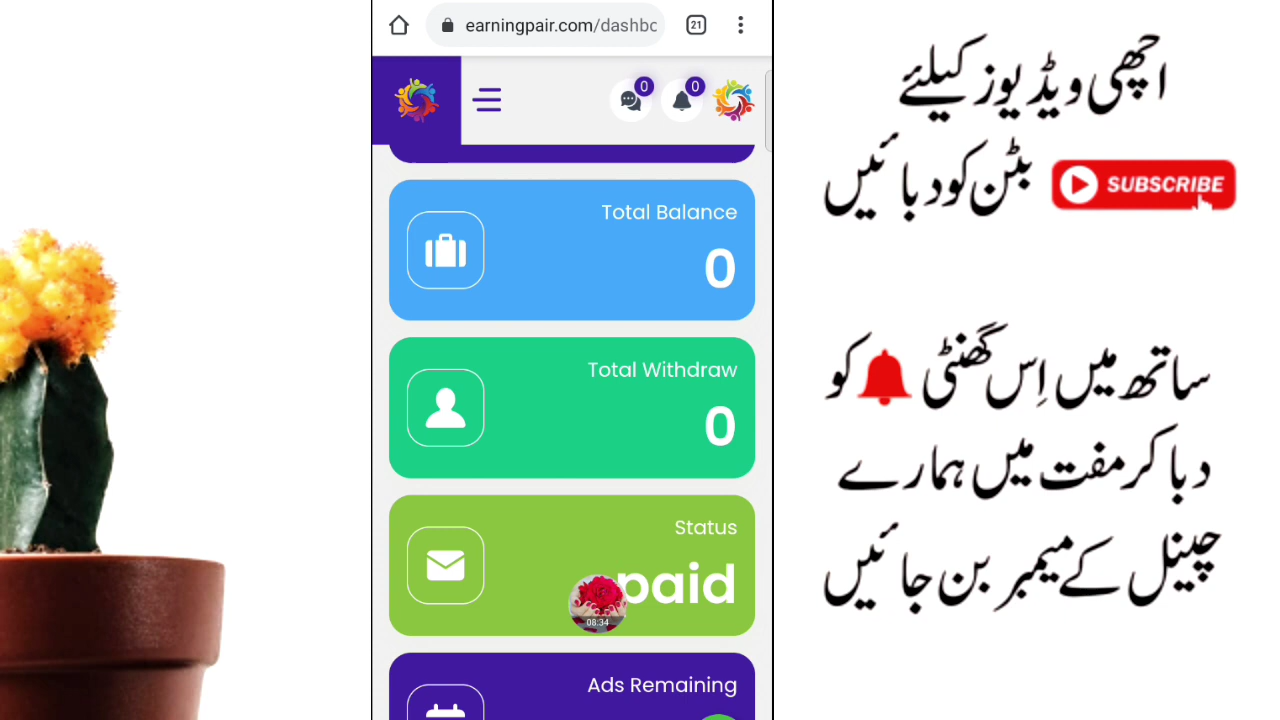 earningpair.com/dashbo
21
0
0
Total Balance
0
Total Withdraw
0
Status
paid
08:34
Ads Remaining
اچھی ویڈیوز کیلئے
بٹن کو دبائیں
SUBSCRIBE
ساتھ میں اِس گھنٹی کو
دبا کر مفت میں ہمارے
چینل کے میمبر بن جائیں